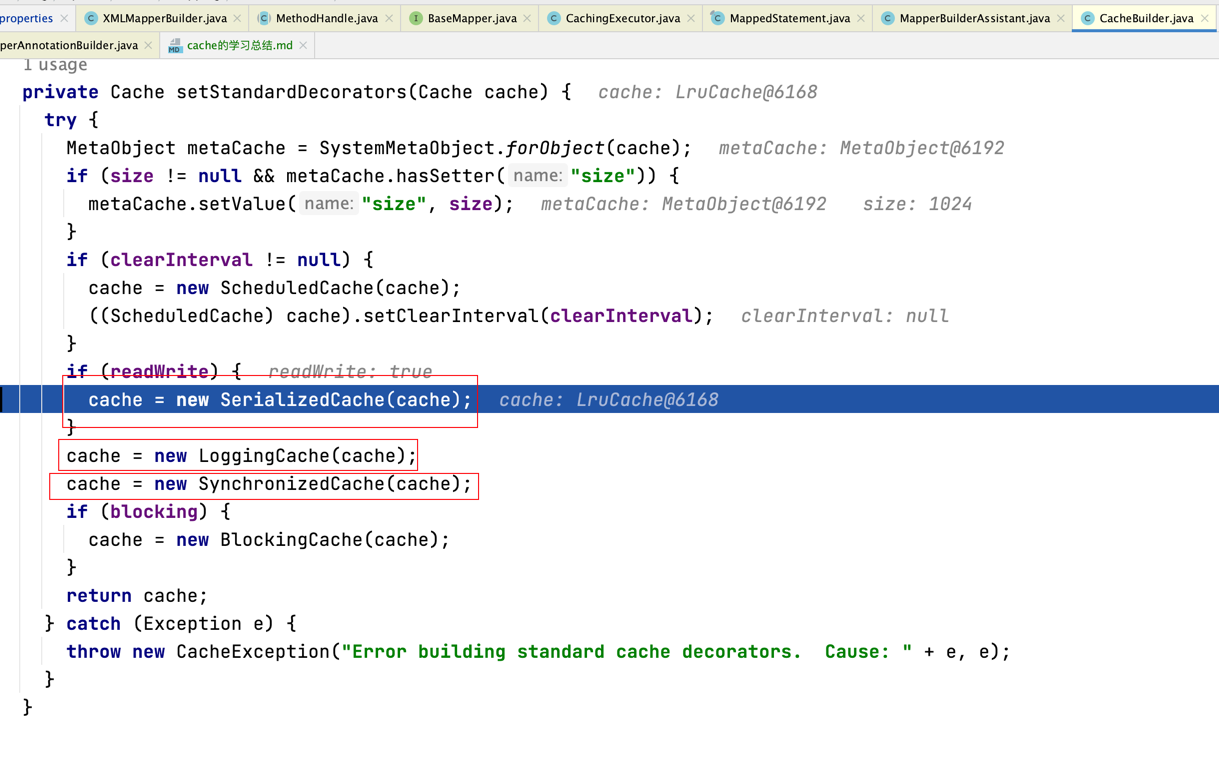 properties XMLMapperBuilder.java MethodHandle.java BaseMapper.java CachingExecutor.java MappedStatement.java MapperBuilderAssistant.java CacheBuilder.java
perAnnotationBuilder.java cache的学习总结.md
1 usage
private Cache setStandardDecorators(Cache cache) { cache: LruCache@6168
try {
MetaObject metaCache = SystemMetaObject.forObject(cache); metaCache: MetaObject@6192
if (size != null && metaCache.hasSetter( name: "size")) {
metaCache.setValue( name: "size", size); metaCache: MetaObject@6192 size: 1024
}
if (clearInterval != null) {
cache = new ScheduledCache(cache);
((ScheduledCache) cache).setClearInterval(clearInterval); clearInterval: null
}
if (readWrite) { readWrite: true
cache = new SerializedCache(cache); cache: LruCache@6168
}
cache = new LoggingCache(cache);
cache = new SynchronizedCache(cache);
if (blocking) {
cache = new BlockingCache(cache);
}
return cache;
} catch (Exception e) {
throw new CacheException("Error building standard cache decorators.  Cause: " + e, e);
}
}